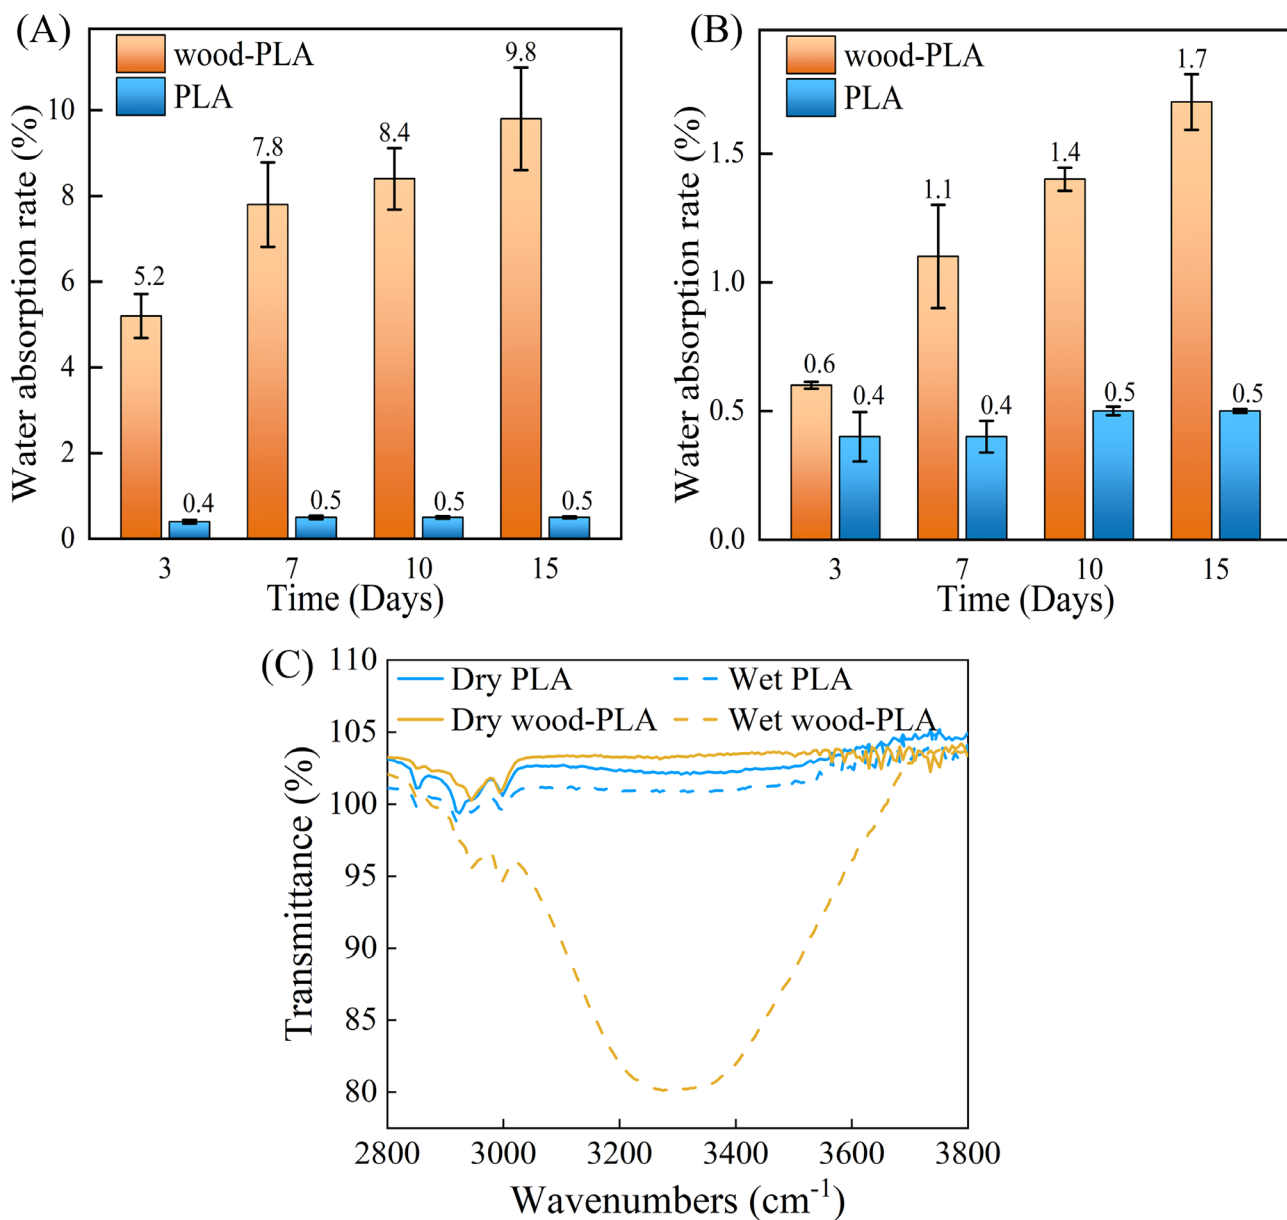 (A)
wood-PLA
PLA
Water absorption rate (%)
10
8
6
4
2
0
5.2
0.4
7.8
0.5
8.4
0.5
9.8
0.5
3
7
10
15
Time (Days)
(B)
wood-PLA
PLA
Water absorption rate (%)
1.5
1.0
0.5
0.0
0.6
0.4
1.1
0.4
1.4
0.5
1.7
0.5
3
7
10
15
Time (Days)
(C)
Dry PLA
Wet PLA
Dry wood-PLA
Wet wood-PLA
Transmittance (%)
110
105
100
95
90
85
80
2800
3000
3200
3400
3600
3800
Wavenumbers (cm⁻¹)